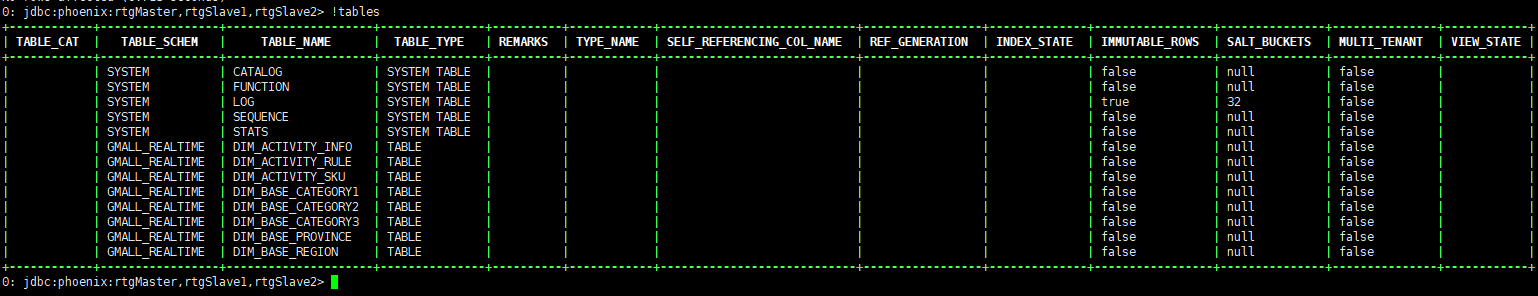 0: jdbc:phoenix:rtgMaster,rtgSlave1,rtgSlave2> !tables
+------------+----------------+---------------------+---------------+----------+------------+----------------------------+-----------------+--------------+-----------------+---------------+---------------+-------------+
| TABLE_CAT | TABLE_SCHEM | TABLE_NAME | TABLE_TYPE | REMARKS | TYPE_NAME | SELF_REFERENCING_COL_NAME | REF_GENERATION | INDEX_STATE | IMMUTABLE_ROWS | SALT_BUCKETS | MULTI_TENANT | VIEW_STATE |
+------------+----------------+---------------------+---------------+----------+------------+----------------------------+-----------------+--------------+-----------------+---------------+---------------+-------------+
| | SYSTEM | CATALOG | SYSTEM TABLE | | | | | | false | null | false | |
| | SYSTEM | FUNCTION | SYSTEM TABLE | | | | | | false | null | false | |
| | SYSTEM | LOG | SYSTEM TABLE | | | | | | true | 32 | false | |
| | SYSTEM | SEQUENCE | SYSTEM TABLE | | | | | | false | null | false | |
| | SYSTEM | STATS | SYSTEM TABLE | | | | | | false | null | false | |
| | GMALL_REALTIME | DIM_ACTIVITY_INFO | TABLE | | | | | | false | null | false | |
| | GMALL_REALTIME | DIM_ACTIVITY_RULE | TABLE | | | | | | false | null | false | |
| | GMALL_REALTIME | DIM_ACTIVITY_SKU | TABLE | | | | | | false | null | false | |
| | GMALL_REALTIME | DIM_BASE_CATEGORY1 | TABLE | | | | | | false | null | false | |
| | GMALL_REALTIME | DIM_BASE_CATEGORY2 | TABLE | | | | | | false | null | false | |
| | GMALL_REALTIME | DIM_BASE_CATEGORY3 | TABLE | | | | | | false | null | false | |
| | GMALL_REALTIME | DIM_BASE_PROVINCE | TABLE | | | | | | false | null | false | |
| | GMALL_REALTIME | DIM_BASE_REGION | TABLE | | | | | | false | null | false | |
+------------+----------------+---------------------+---------------+----------+------------+----------------------------+-----------------+--------------+-----------------+---------------+---------------+-------------+
0: jdbc:phoenix:rtgMaster,rtgSlave1,rtgSlave2>